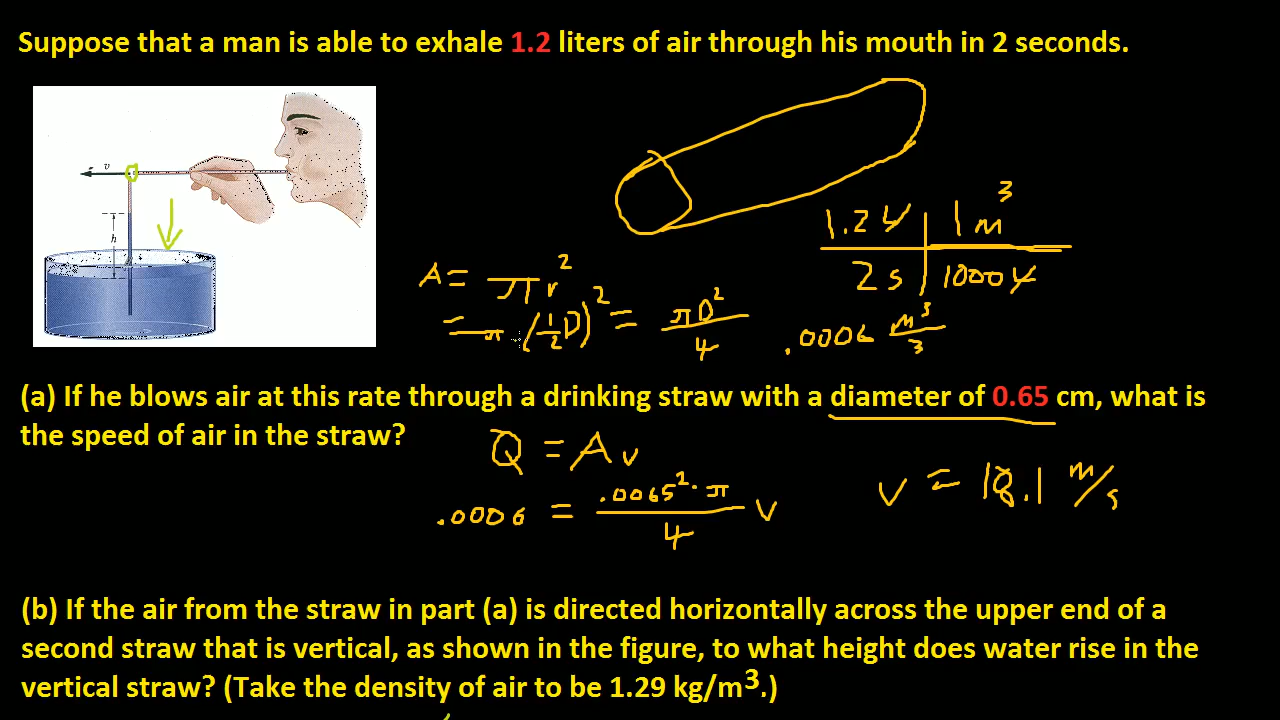 Suppose that a man is able to exhale 1.2 liters of air through his mouth in 2 seconds.
v
h
1.2 L | 1 m³
2 s | 1000 L
A = πr²
= π (½D)² = πD²/4
.0006 m³/s
(a) If he blows air at this rate through a drinking straw with a diameter of 0.65 cm, what is
the speed of air in the straw?
Q = Av
.0006 = .0065² · π / 4 v
v = 18.1 m/s
(b) If the air from the straw in part (a) is directed horizontally across the upper end of a
second straw that is vertical, as shown in the figure, to what height does water rise in the
vertical straw? (Take the density of air to be 1.29 kg/m³.)